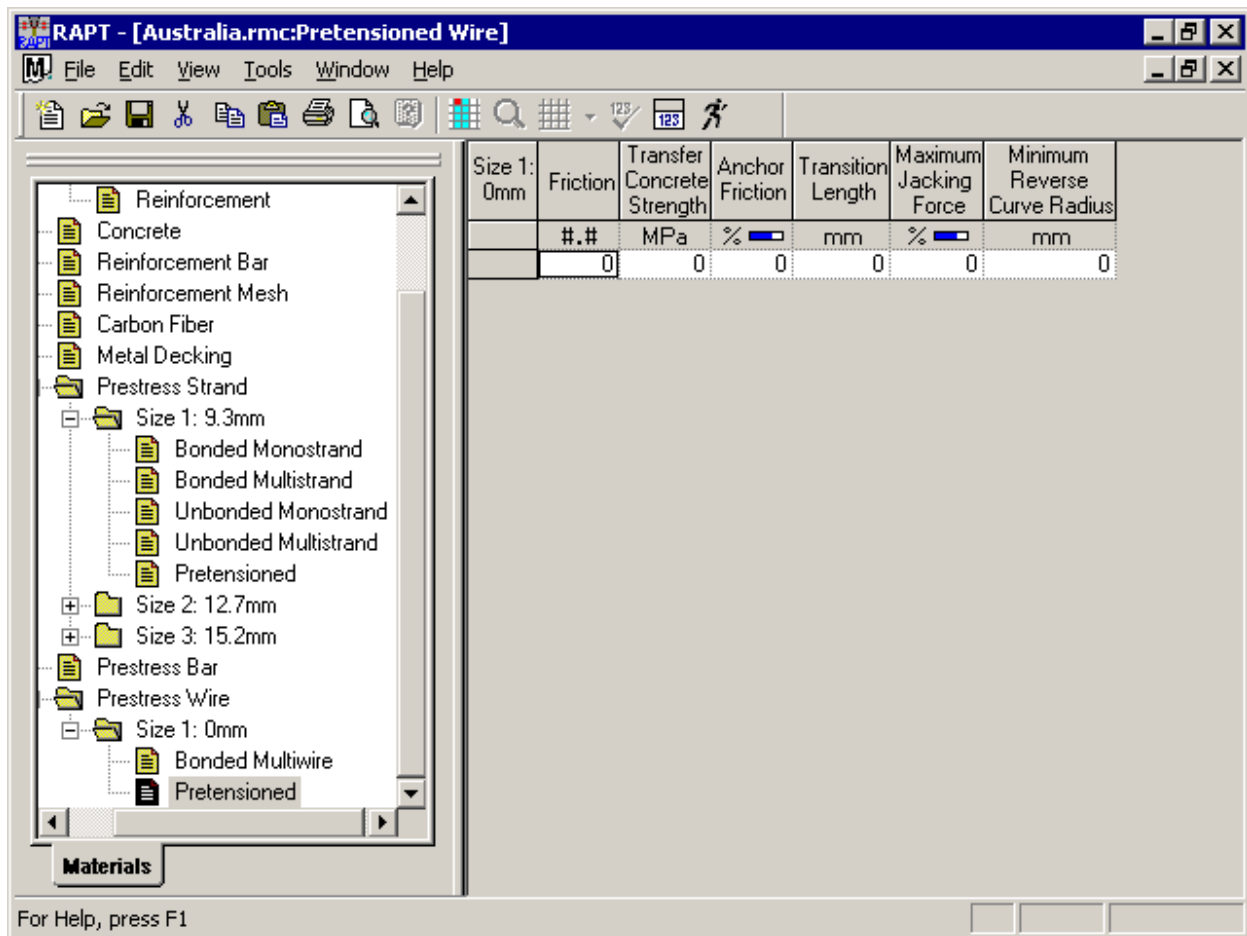 RAPT - [Australia.rmc:Pretensioned Wire]
File Edit View Tools Window Help
Reinforcement
Concrete
Reinforcement Bar
Reinforcement Mesh
Carbon Fiber
Metal Decking
Prestress Strand
Size 1: 9.3mm
Bonded Monostrand
Bonded Multistrand
Unbonded Monostrand
Unbonded Multistrand
Pretensioned
Size 2: 12.7mm
Size 3: 15.2mm
Prestress Bar
Prestress Wire
Size 1: 0mm
Bonded Multiwire
Pretensioned
Materials
Size 1: 0mm Friction Transfer Concrete Strength Anchor Friction Transition Length Maximum Jacking Force Minimum Reverse Curve Radius
#.# MPa % mm % mm
0 0 0 0 0 0
For Help, press F1